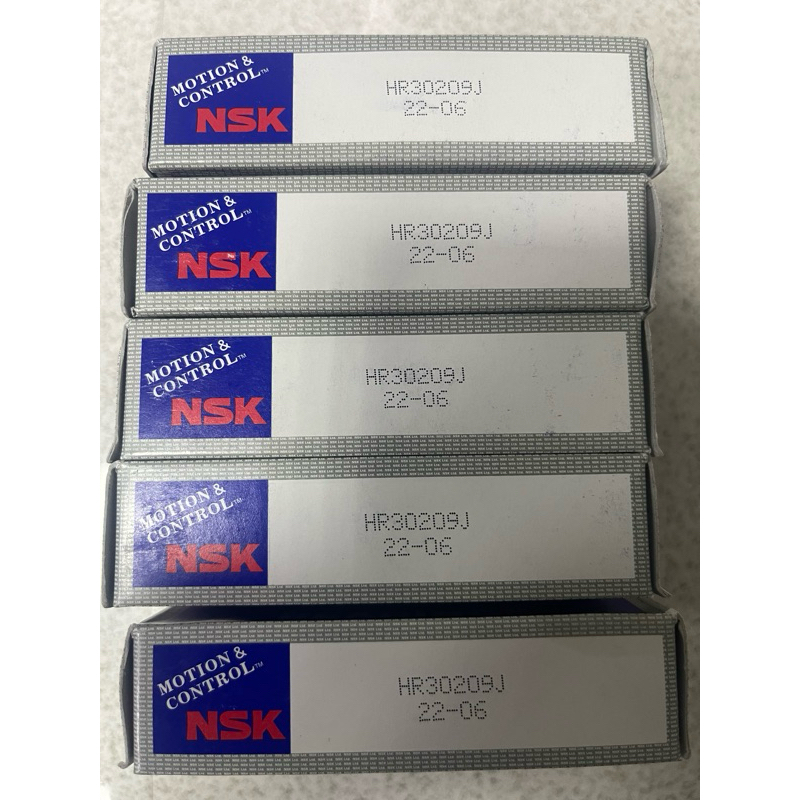 MOTION &
CONTROL™
NSK
HR30209J
22-06
MOTION &
CONTROL™
NSK
HR30209J
22-06
MOTION &
CONTROL™
NSK
HR30209J
22-06
MOTION &
CONTROL™
NSK
HR30209J
22-06
MOTION &
CONTROL™
NSK
HR30209J
22-06